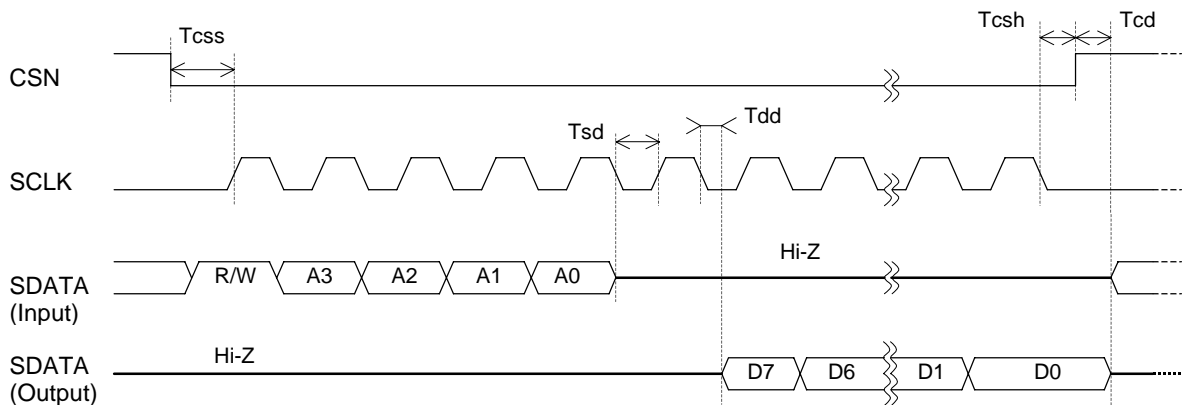 Tcss
Tcsh
Tcd
CSN
Tsd
Tdd
SCLK
Hi-Z
R/W
A3
A2
A1
A0
SDATA
(Input)
Hi-Z
SDATA
(Output)
D7
D6
D1
D0